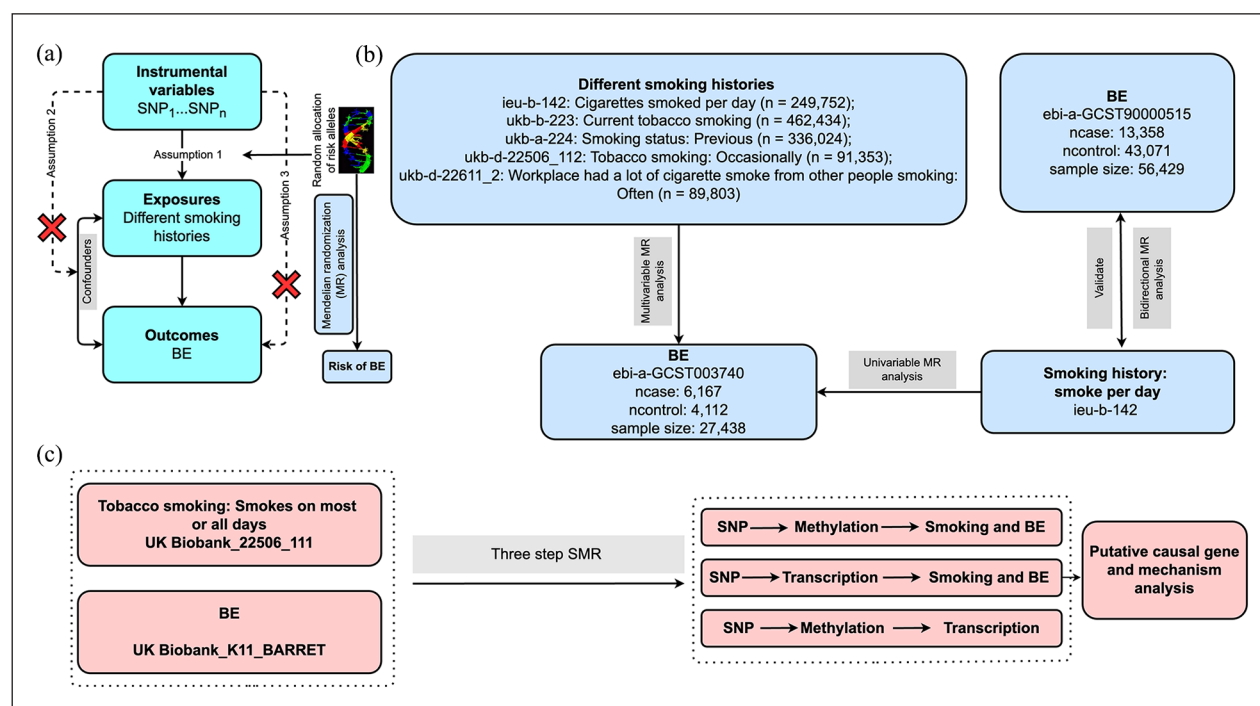 (a)
Instrumental
variables
SNP1...SNPn
Assumption 2
Assumption 1
Assumption 3
Random allocation
of risk alleles
Exposures
Different smoking
histories
Confounders
Mendelian randomization
(MR) analysis
Outcomes
BE
Risk of BE
(b)
Different smoking histories
ieu-b-142: Cigarettes smoked per day (n = 249,752);
ukb-b-223: Current tobacco smoking (n = 462,434);
ukb-a-224: Smoking status: Previous (n = 336,024);
ukb-d-22506_112: Tobacco smoking: Occasionally (n = 91,353);
ukb-d-22611_2: Workplace had a lot of cigarette smoke from other people smoking:
Often (n = 89,803)
BE
ebi-a-GCST90000515
ncase: 13,358
ncontrol: 43,071
sample size: 56,429
Multivariable MR
analysis
Validate
Bidirectional MR
analysis
BE
ebi-a-GCST003740
ncase: 6,167
ncontrol: 4,112
sample size: 27,438
Univariable MR
analysis
Smoking history:
smoke per day
ieu-b-142
(c)
Tobacco smoking: Smokes on most
or all days
UK Biobank_22506_111
BE
UK Biobank_K11_BARRET
Three step SMR
SNP Methylation Smoking and BE
SNP Transcription Smoking and BE
SNP Methylation Transcription
Putative causal gene
and mechanism
analysis